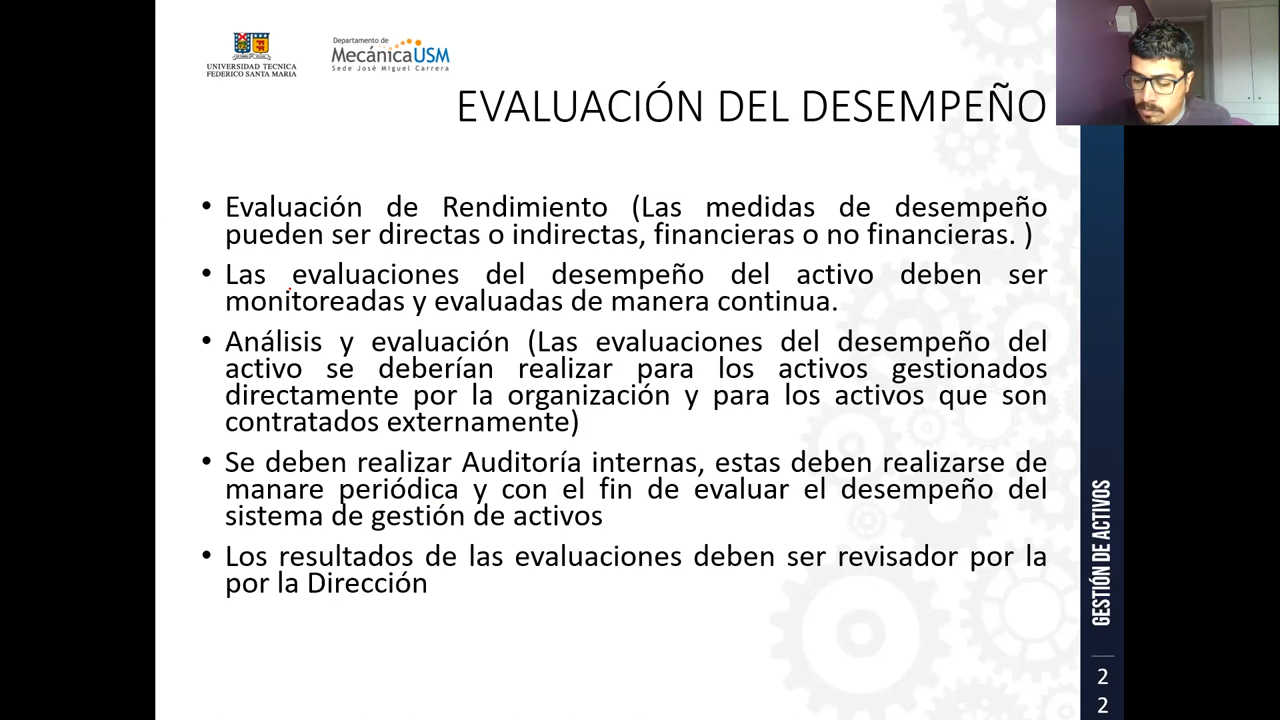 UNIVERSIDAD TECNICA
FEDERICO SANTA MARIA
Departamento de
MecánicaUSM
Sede José Miguel Carrera
EVALUACIÓN DEL DESEMPEÑO
• Evaluación de Rendimiento (Las medidas de desempeño
pueden ser directas o indirectas, financieras o no financieras. )
• Las evaluaciones del desempeño del activo deben ser
monitoreadas y evaluadas de manera continua.
• Análisis y evaluación (Las evaluaciones del desempeño del
activo se deberían realizar para los activos gestionados
directamente por la organización y para los activos que son
contratados externamente)
• Se deben realizar Auditoría internas, estas deben realizarse de
manare periódica y con el fin de evaluar el desempeño del
sistema de gestión de activos
• Los resultados de las evaluaciones deben ser revisador por la
por la Dirección
GESTIÓN DE ACTIVOS
2
2